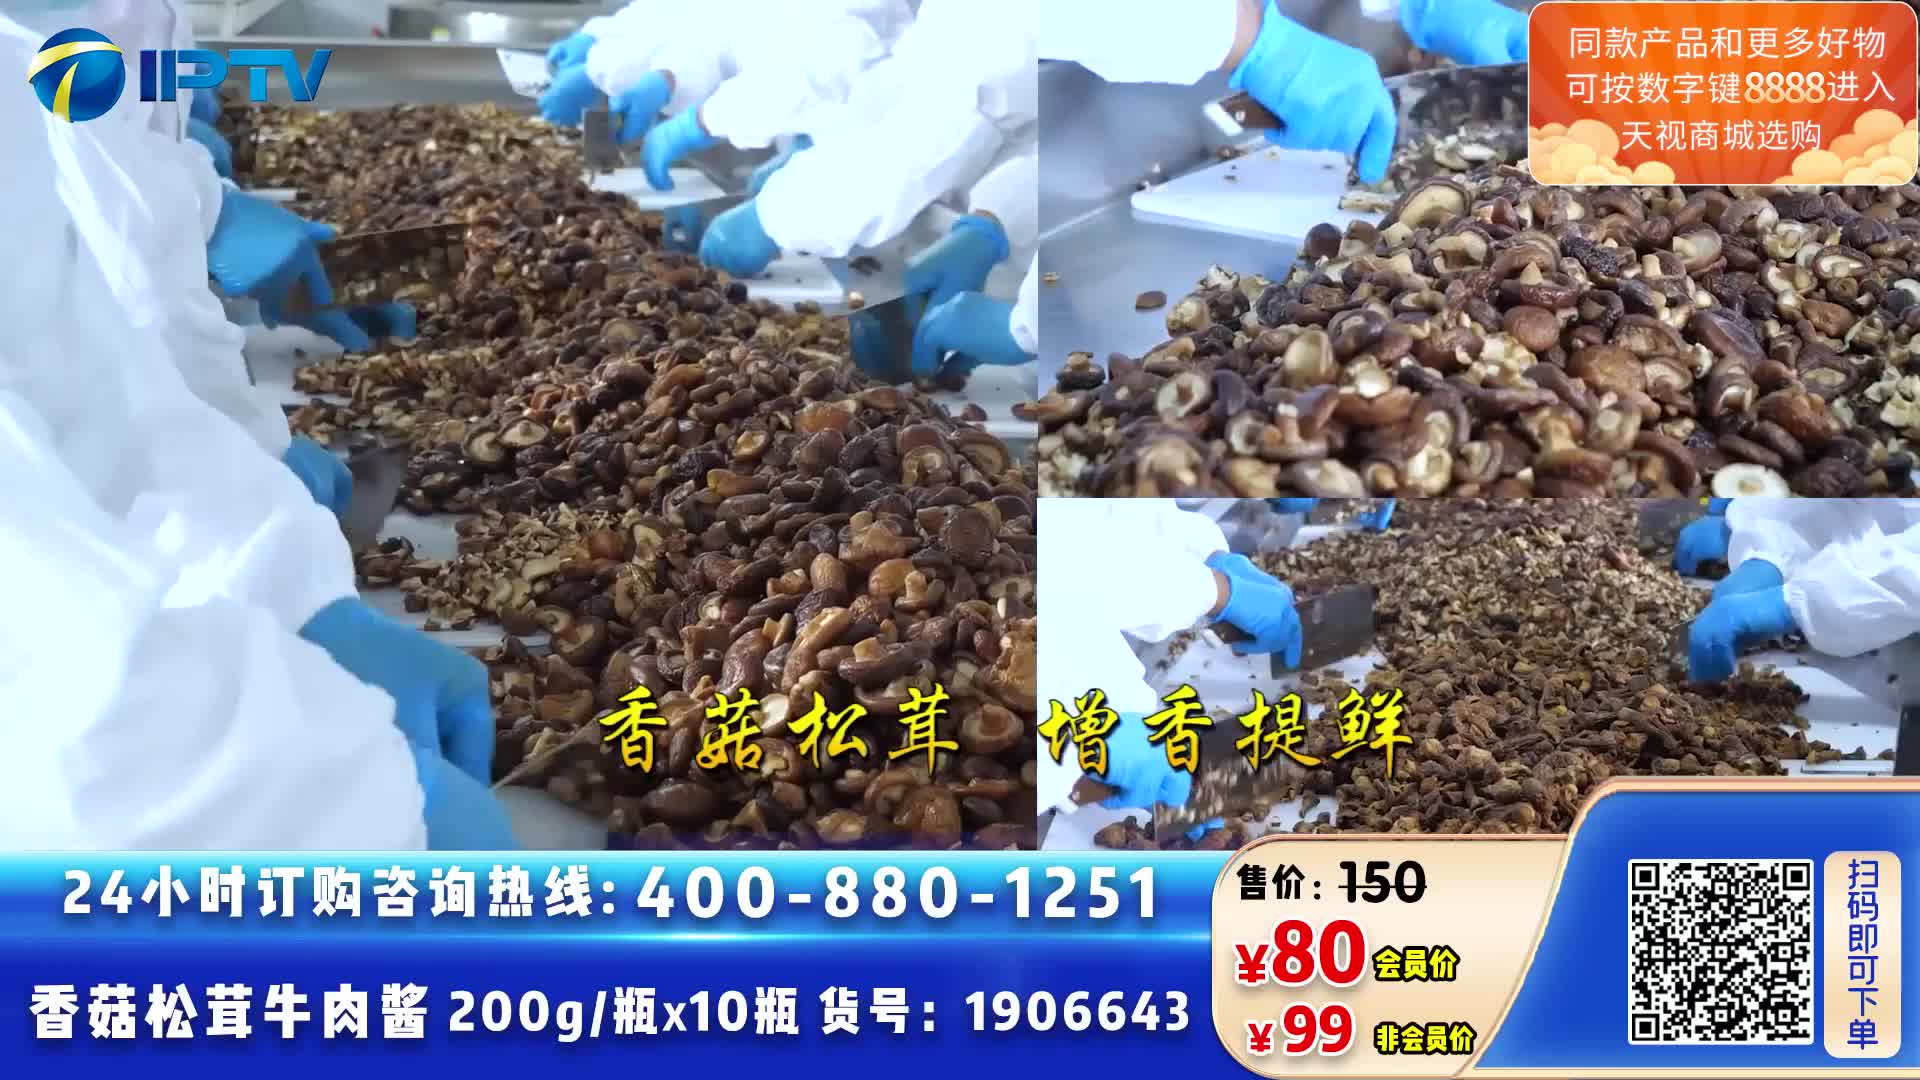 IPTV
同款产品和更多好物
可按数字键8888进入
天视商城选购
香菇松茸 增香提鲜
24小时订购咨询热线:400-880-1251
香菇松茸牛肉酱 200g/瓶x10瓶 货号：1906643
售价：150
¥80 会员价
¥99 非会员价
扫码即可下单